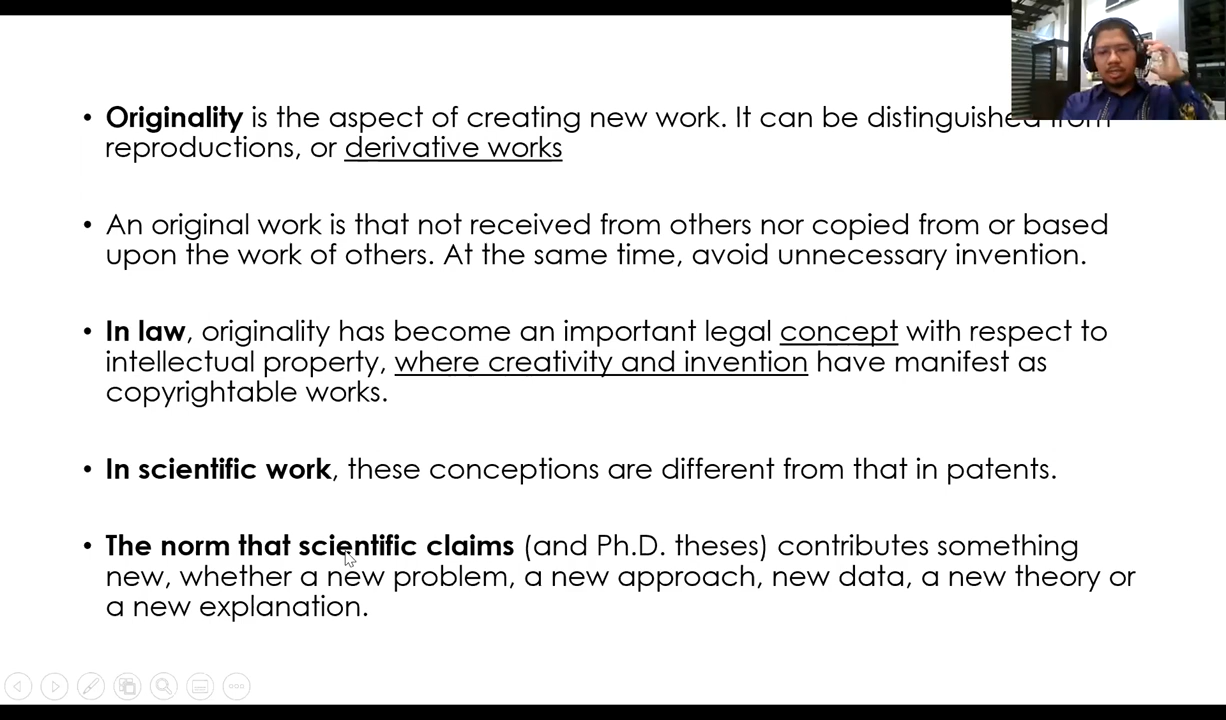 • Originality is the aspect of creating new work. It can be distinguished from
reproductions, or derivative works
• An original work is that not received from others nor copied from or based
upon the work of others. At the same time, avoid unnecessary invention.
• In law, originality has become an important legal concept with respect to
intellectual property, where creativity and invention have manifest as
copyrightable works.
• In scientific work, these conceptions are different from that in patents.
• The norm that scientific claims (and Ph.D. theses) contributes something
new, whether a new problem, a new approach, new data, a new theory or
a new explanation.